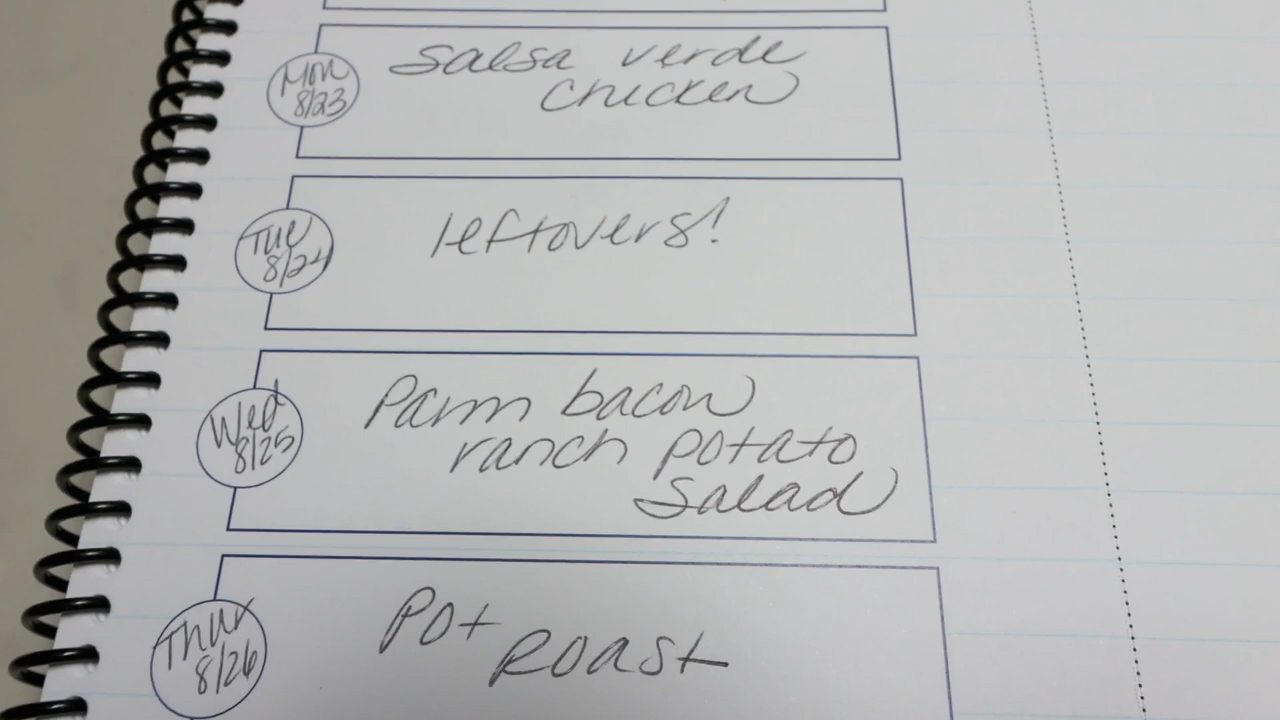 Mon
8/23
Salsa verde
chicken
Tue
8/24
leftovers!
Wed
8/25
Parm bacon
ranch potato
Salad
Thur
8/26
Pot
Roast